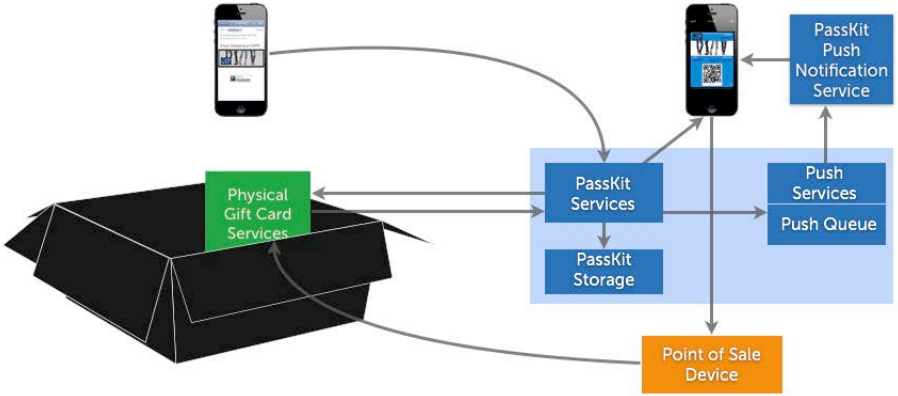 PassKit
Push
Notification
Service
Physical
Gift Card
Services
PassKit
Services
Push
Services
Push Queue
PassKit
Storage
Point of Sale
Device